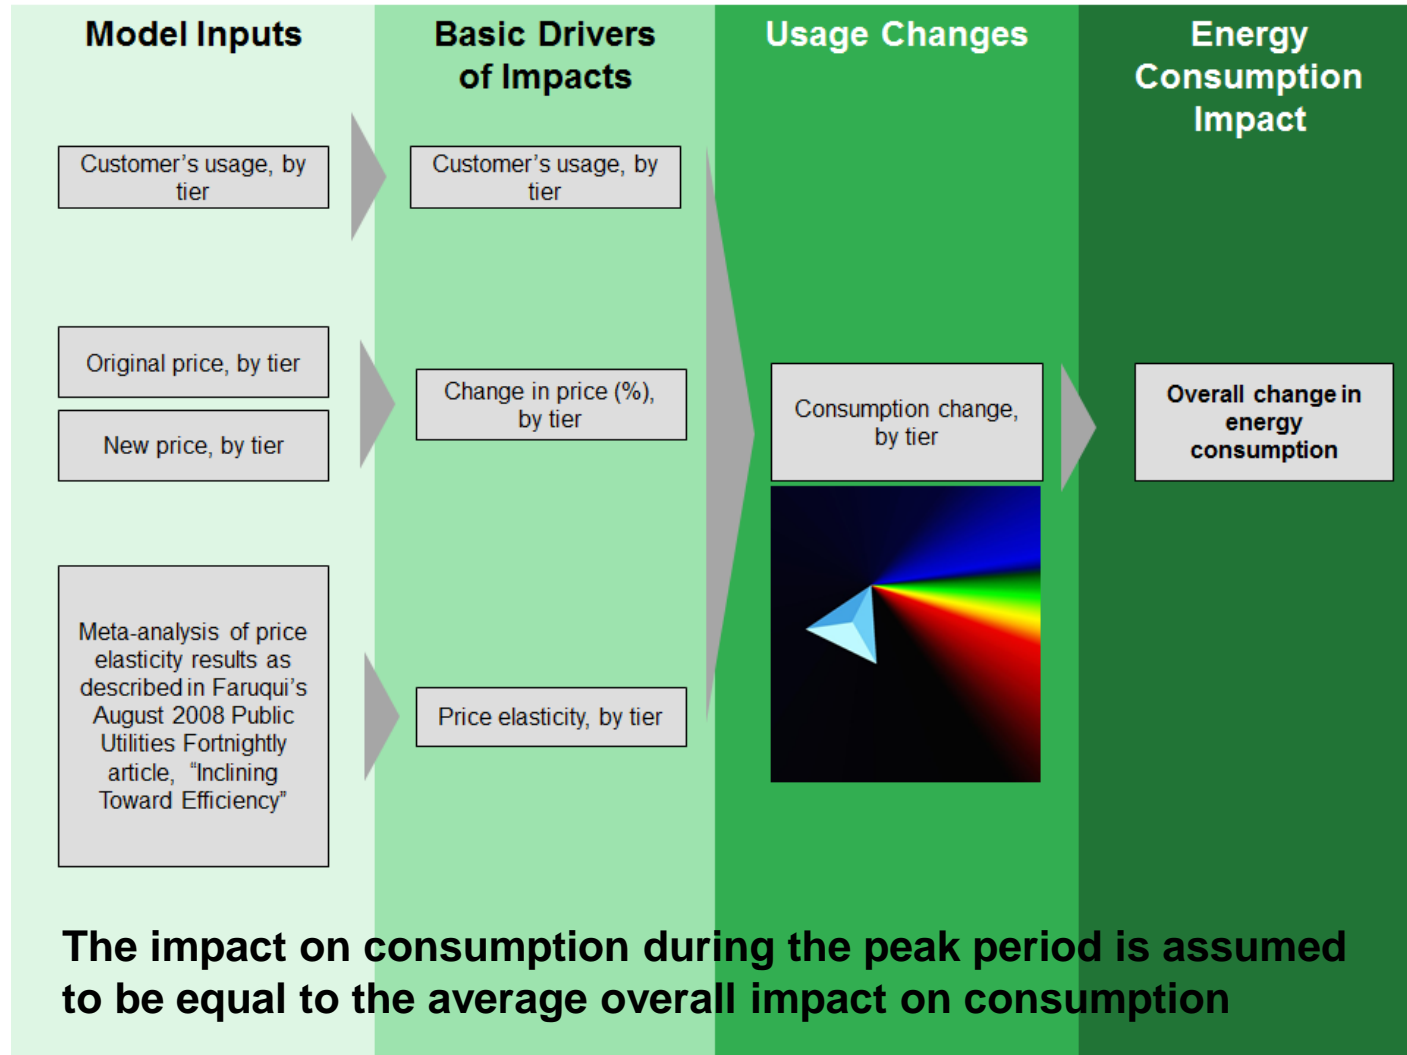 Model Inputs
Basic Drivers
of Impacts
Usage Changes
Energy
Consumption
Impact
Customer's usage, by
tier
Customer's usage, by
tier
Original price, by tier
New price, by tier
Change in price (%),
by tier
Consumption change,
by tier
Overall change in
energy
consumption
Meta-analysis of price
elasticity results as
described in Faruqui's
August 2008 Public
Utilities Fortnightly
article, “Inclining
Toward Efficiency”
Price elasticity, by tier
The impact on consumption during the peak period is assumed
to be equal to the average overall impact on consumption